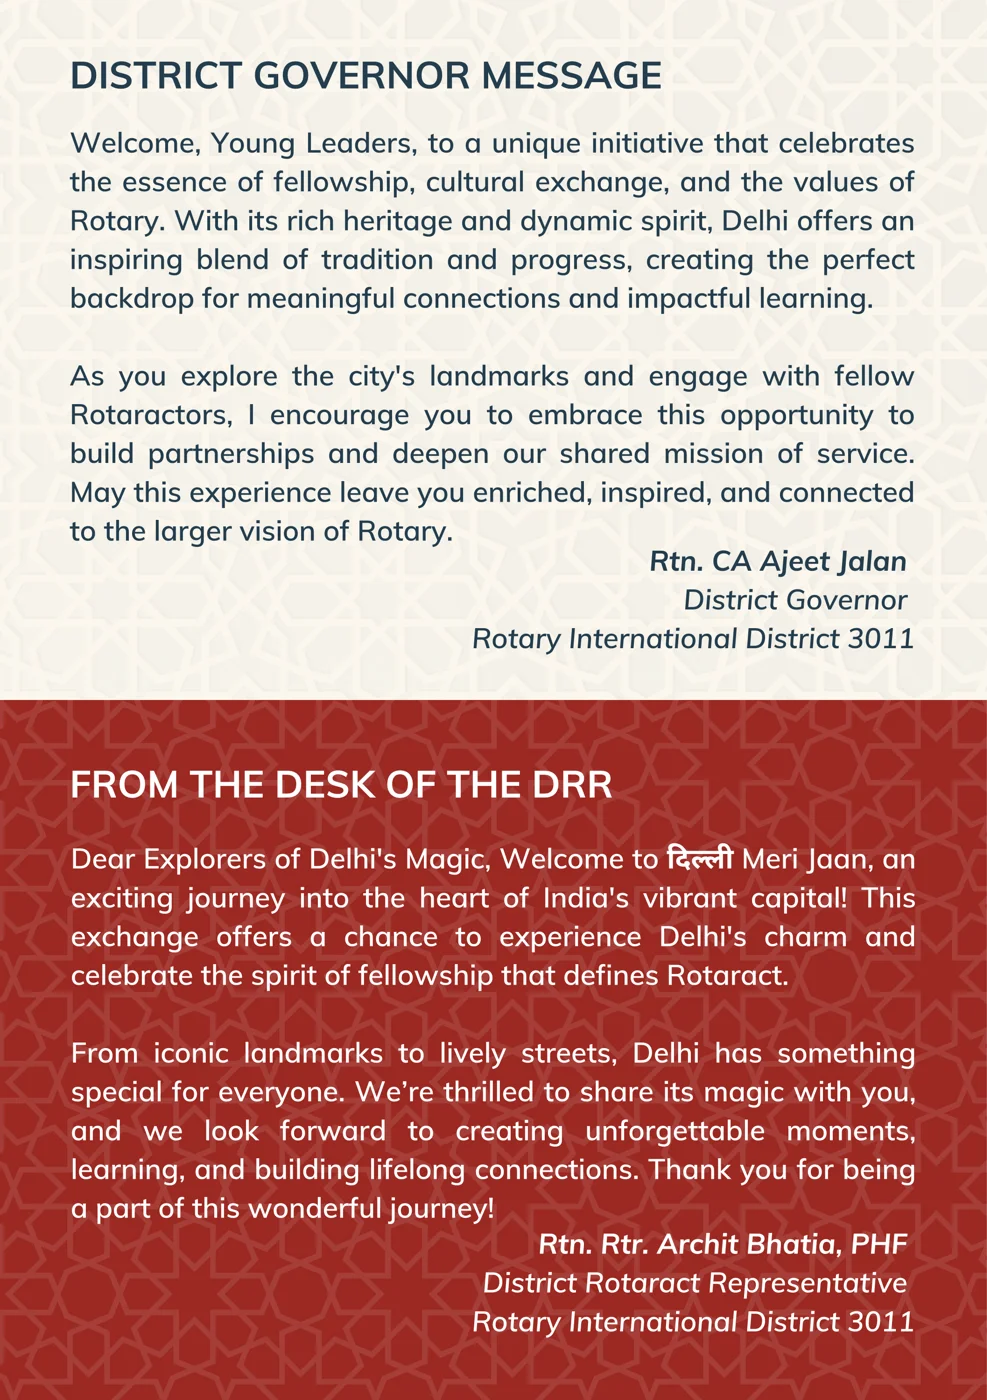 DISTRICT GOVERNOR MESSAGE
Welcome, Young Leaders, to a unique initiative that celebrates
the essence of fellowship, cultural exchange, and the values of
Rotary. With its rich heritage and dynamic spirit, Delhi offers an
inspiring blend of tradition and progress, creating the perfect
backdrop for meaningful connections and impactful learning.
As you explore the city's landmarks and engage with fellow
Rotaractors, I encourage you to embrace this opportunity to
build partnerships and deepen our shared mission of service.
May this experience leave you enriched, inspired, and connected
to the larger vision of Rotary.
Rtn. CA Ajeet Jalan
District Governor
Rotary International District 3011
FROM THE DESK OF THE DRR
Dear Explorers of Delhi's Magic, Welcome to दिल्ली Meri Jaan, an
exciting journey into the heart of India's vibrant capital! This
exchange offers a chance to experience Delhi's charm and
celebrate the spirit of fellowship that defines Rotaract.
From iconic landmarks to lively streets, Delhi has something
special for everyone. We’re thrilled to share its magic with you,
and we look forward to creating unforgettable moments,
learning, and building lifelong connections. Thank you for being
a part of this wonderful journey!
Rtn. Rtr. Archit Bhatia, PHF
District Rotaract Representative
Rotary International District 3011